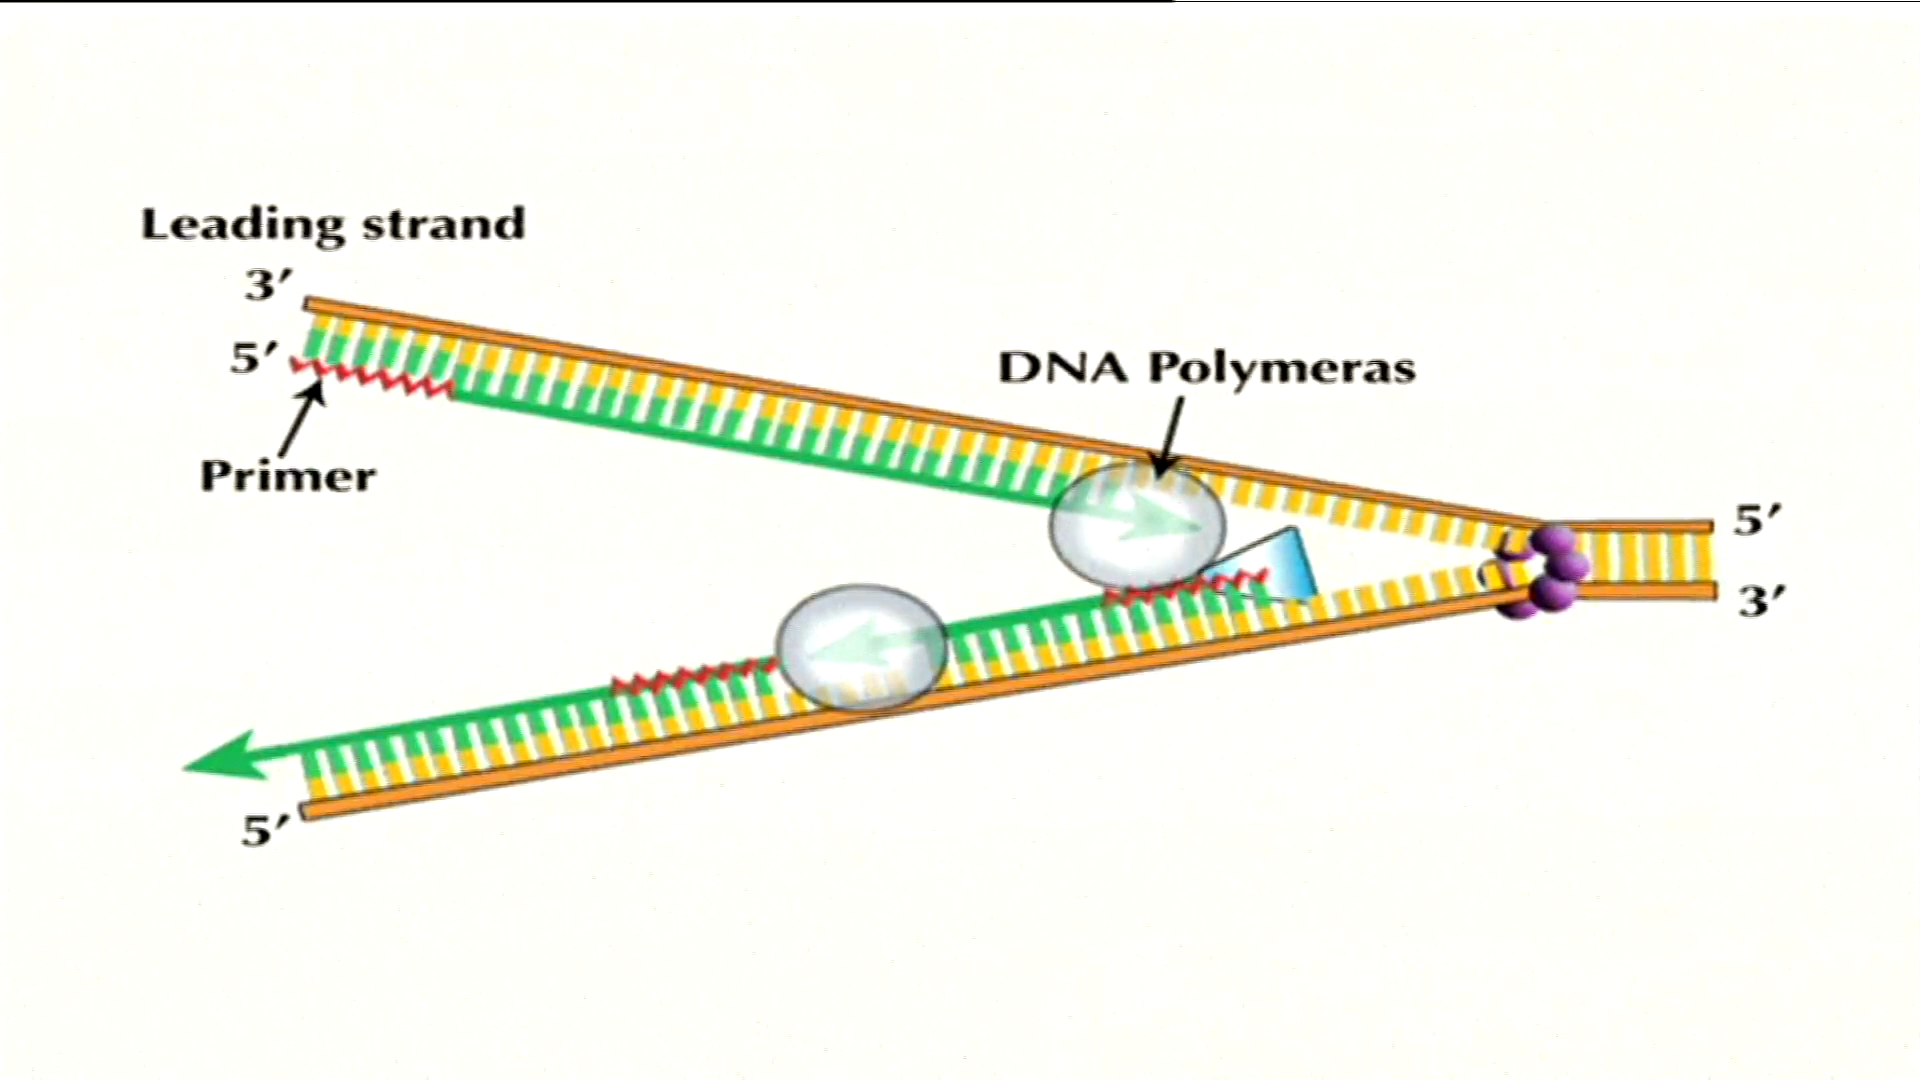 Leading strand
3′
5′
DNA Polymeras
Primer
5′
3′
5′